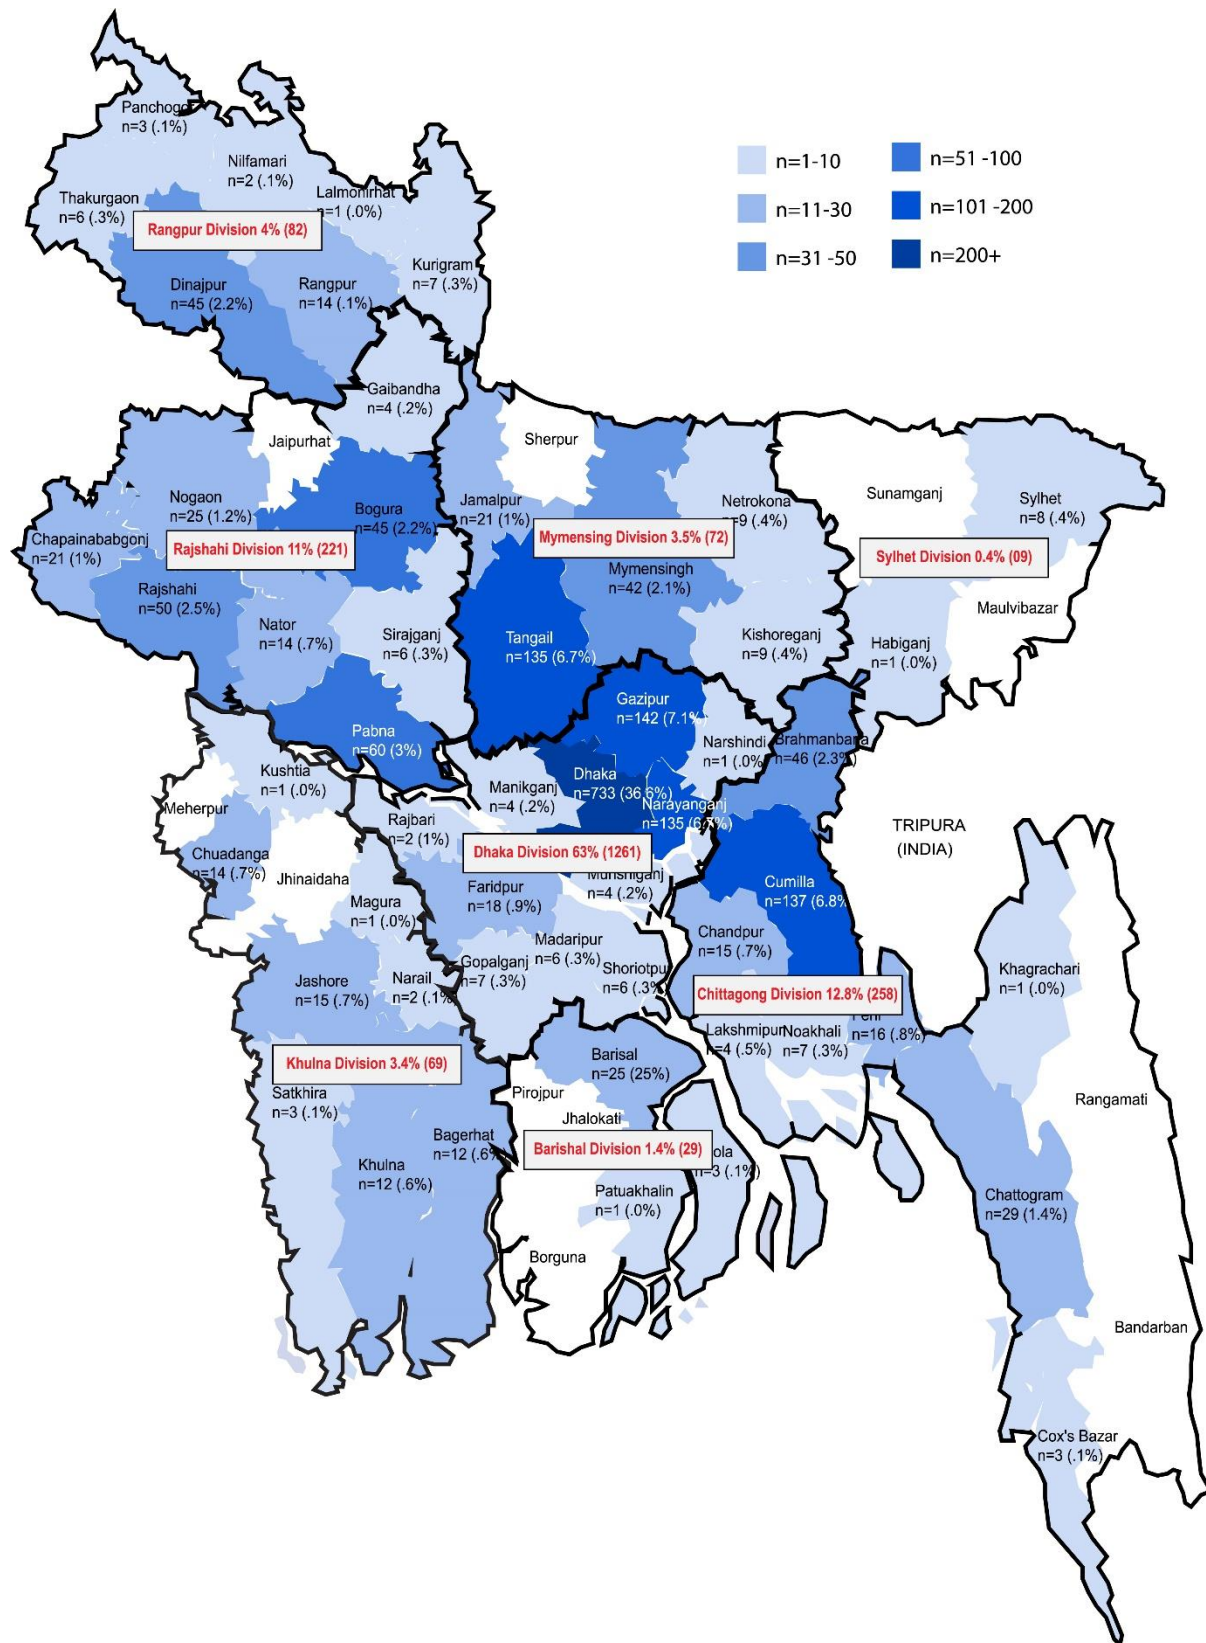 Panchogor
n=3 (.1%)
Nilfamari
n=2 (.1%)
Lalmonirhat
n=1 (.0%)
Thakurgaon
n=6 (.3%)
Rangpur Division 4% (82)
Kurigram
n=7 (.3%)
Dinajpur
n=45 (2.2%)
Rangpur
n=14 (.1%)
n=1-10
n=11-30
n=31 -50
n=51 -100
n=101 -200
n=200+
Gaibandha
n=4 (.2%)
Jaipurhat
Sherpur
Nogaon
n=25 (1.2%)
Bogura
n=45 (2.2%)
Jamalpur
n=21 (1%)
Netrokona
n=9 (.4%)
Sunamganj
Sylhet
n=8 (.4%)
Chapainababgonj
n=21 (1%)
Rajshahi Division 11% (221)
Mymensing Division 3.5% (72)
Sylhet Division 0.4% (09)
Rajshahi
n=50 (2.5%)
Mymensingh
n=42 (2.1%)
Maulvibazar
Nator
n=14 (.7%)
Sirajganj
n=6 (.3%)
Tangail
n=135 (6.7%)
Kishoreganj
n=9 (.4%)
Habiganj
n=1 (.0%)
Gazipur
n=142 (7.1%)
Pabna
n=60 (3%)
Narshindi
n=1 (.0%)
n=46 (2.3%)
Kushtia
n=1 (.0%)
Manikganj
n=4 (.2%)
Dhaka
n=733 (36.6%)
Narayanganj
n=135 (6.7%)
Meherpur
Rajbari
n=2 (.1%)
TRIPURA
(INDIA)
Chuadanga
n=14 (.7%)
Jhinaidaha
Dhaka Division 63% (1261)
Munshiganj
n=4 (.2%)
Magura
n=1 (.0%)
Faridpur
n=18 (.9%)
Cumilla
n=137 (6.8%
Chandpur
n=15 (.7%)
Madaripur
n=6 (.3%)
Gopalganj
n=7 (.3%)
Shoriotpur
n=6 (.3%
Jashore
n=15 (.7%)
Narail
n=2 (.1%)
Khagrachari
n=1 (.0%)
Chittagong Division 12.8% (258)
Feni
n=16 (.8%)
Lakshmipur
n=4 (.5%)
Noakhali
n=7 (.3%)
Khulna Division 3.4% (69)
Barisal
n=25 (25%)
Satkhira
n=3 (.1%)
Pirojpur
Jhalokati
Rangamati
Bagerhat
n=12 (.6%)
Barishal Division 1.4% (29)
n=3 (.1%)
Khulna
n=12 (.6%)
Patuakhalin
n=1 (.0%)
Chattogram
n=29 (1.4%)
Borguna
Bandarban
Cox's Bazar
n=3 (.1%)